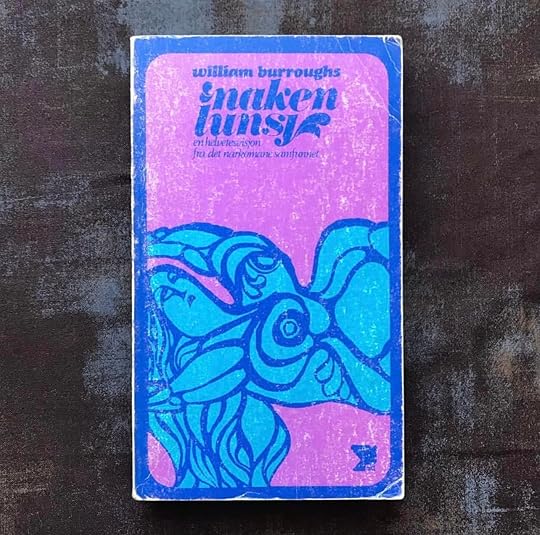 william burroughs
naken
lunsj
en helvetesvisjon
fra det narkomane samfunnet